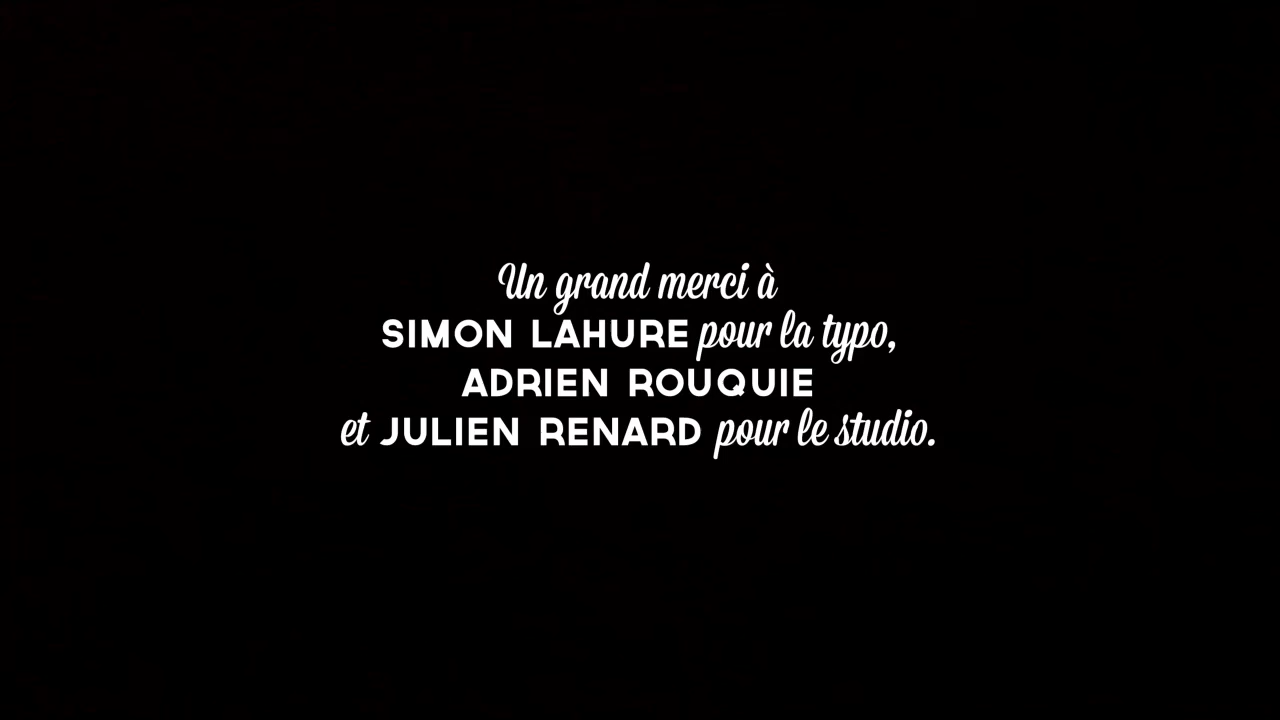 Un grand merci à
SIMON LAHURE pour la typo,
ADRIEN ROUQUIE
et JULIEN RENARD pour le studio.